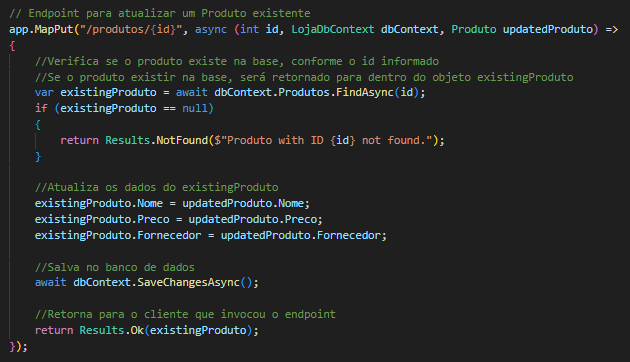 // Endpoint para atualizar um Produto existente
app.MapPut("/produtos/{id}", async (int id, LojaDbContext dbContext, Produto updatedProduto) =>
{
    //Verifica se o produto existe na base, conforme o id informado
    //Se o produto existir na base, será retornado para dentro do objeto existingProduto
    var existingProduto = await dbContext.Produtos.FindAsync(id);
    if (existingProduto == null)
    {
        return Results.NotFound($"Produto with ID {id} not found.");
    }
    //Atualiza os dados do existingProduto
    existingProduto.Nome = updatedProduto.Nome;
    existingProduto.Preco = updatedProduto.Preco;
    existingProduto.Fornecedor = updatedProduto.Fornecedor;
    //Salva no banco de dados
    await dbContext.SaveChangesAsync();
    //Retorna para o cliente que invocou o endpoint
    return Results.Ok(existingProduto);
});